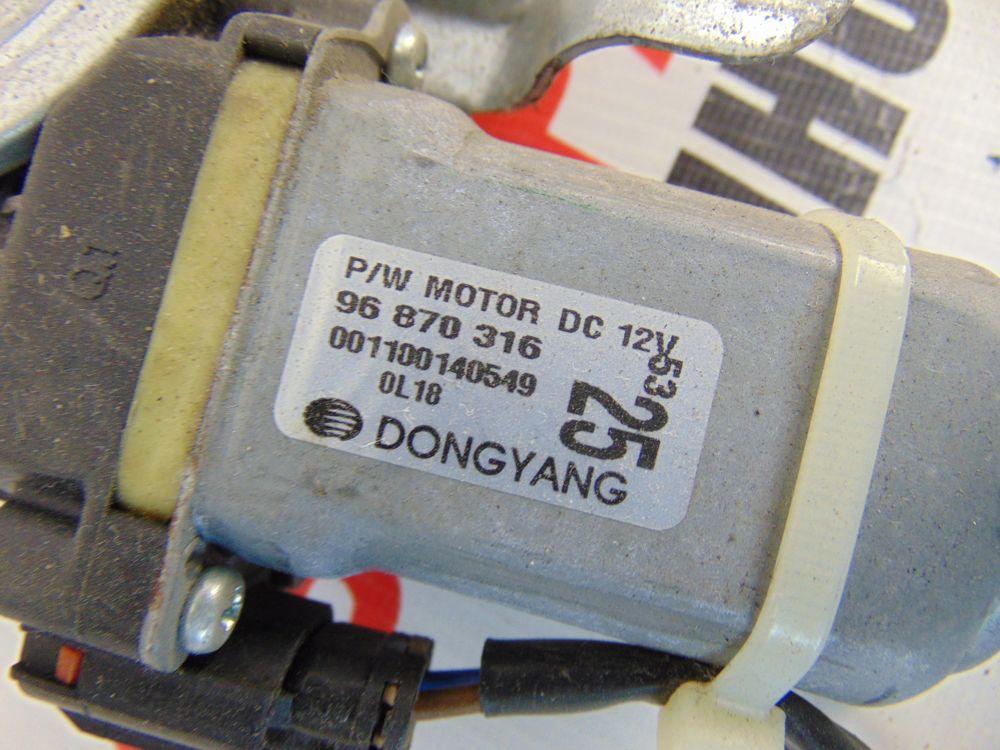 P/W MOTOR DC 12V
96 870 316
001100140549
0L18
53
25
DONGYANG